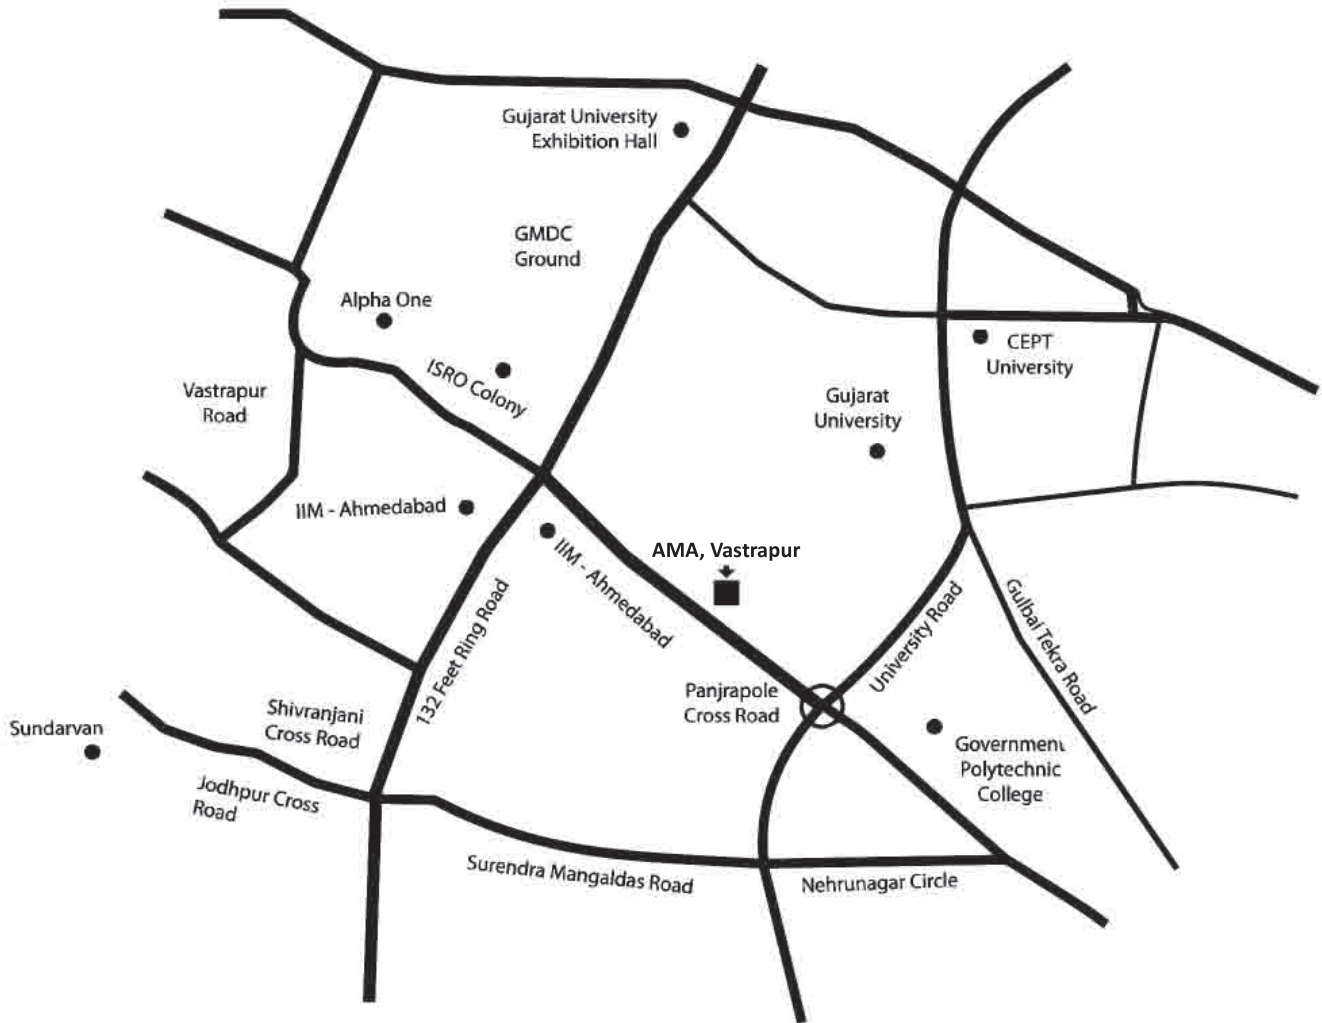 Gujarat University
Exhibition Hall
GMDC
Ground
Alpha One
ISRO Colony
CEPT
University
Vastrapur
Road
Gujarat
University
IIM - Ahmedabad
AMA, Vastrapur
IIM - Ahmedabad
132 Feet Ring Road
University Road
Gulbai Tekra Road
Panjrapole
Cross Road
Shivranjani
Cross Road
Sundarvan
Government
Polytechnic
College
Jodhpur Cross
Road
Surendra Mangaldas Road
Nehrunagar Circle